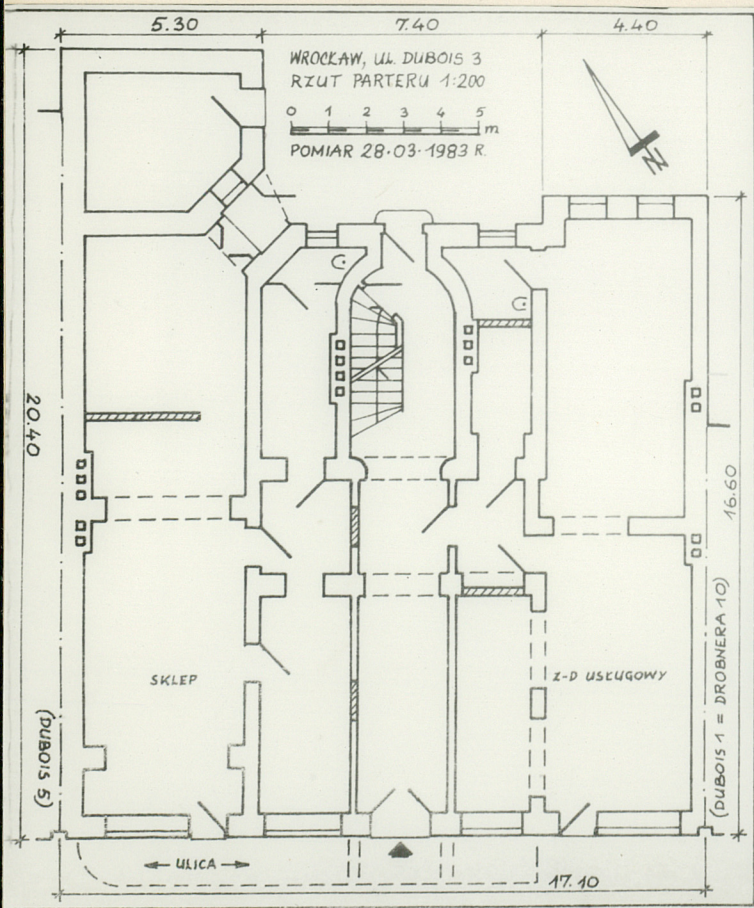 5.30 7.40 4.40
WROCŁAW, UL. DUBOIS 3
RZUT PARTERU 1:200
0 1 2 3 4 5 m
POMIAR 28.03.1983 R.
N
20.40
16.60
SKLEP
Z-D USŁUGOWY
(DUBOIS 5)
(DUBOIS 1 = DROBNERA 10)
ULICA
17.10